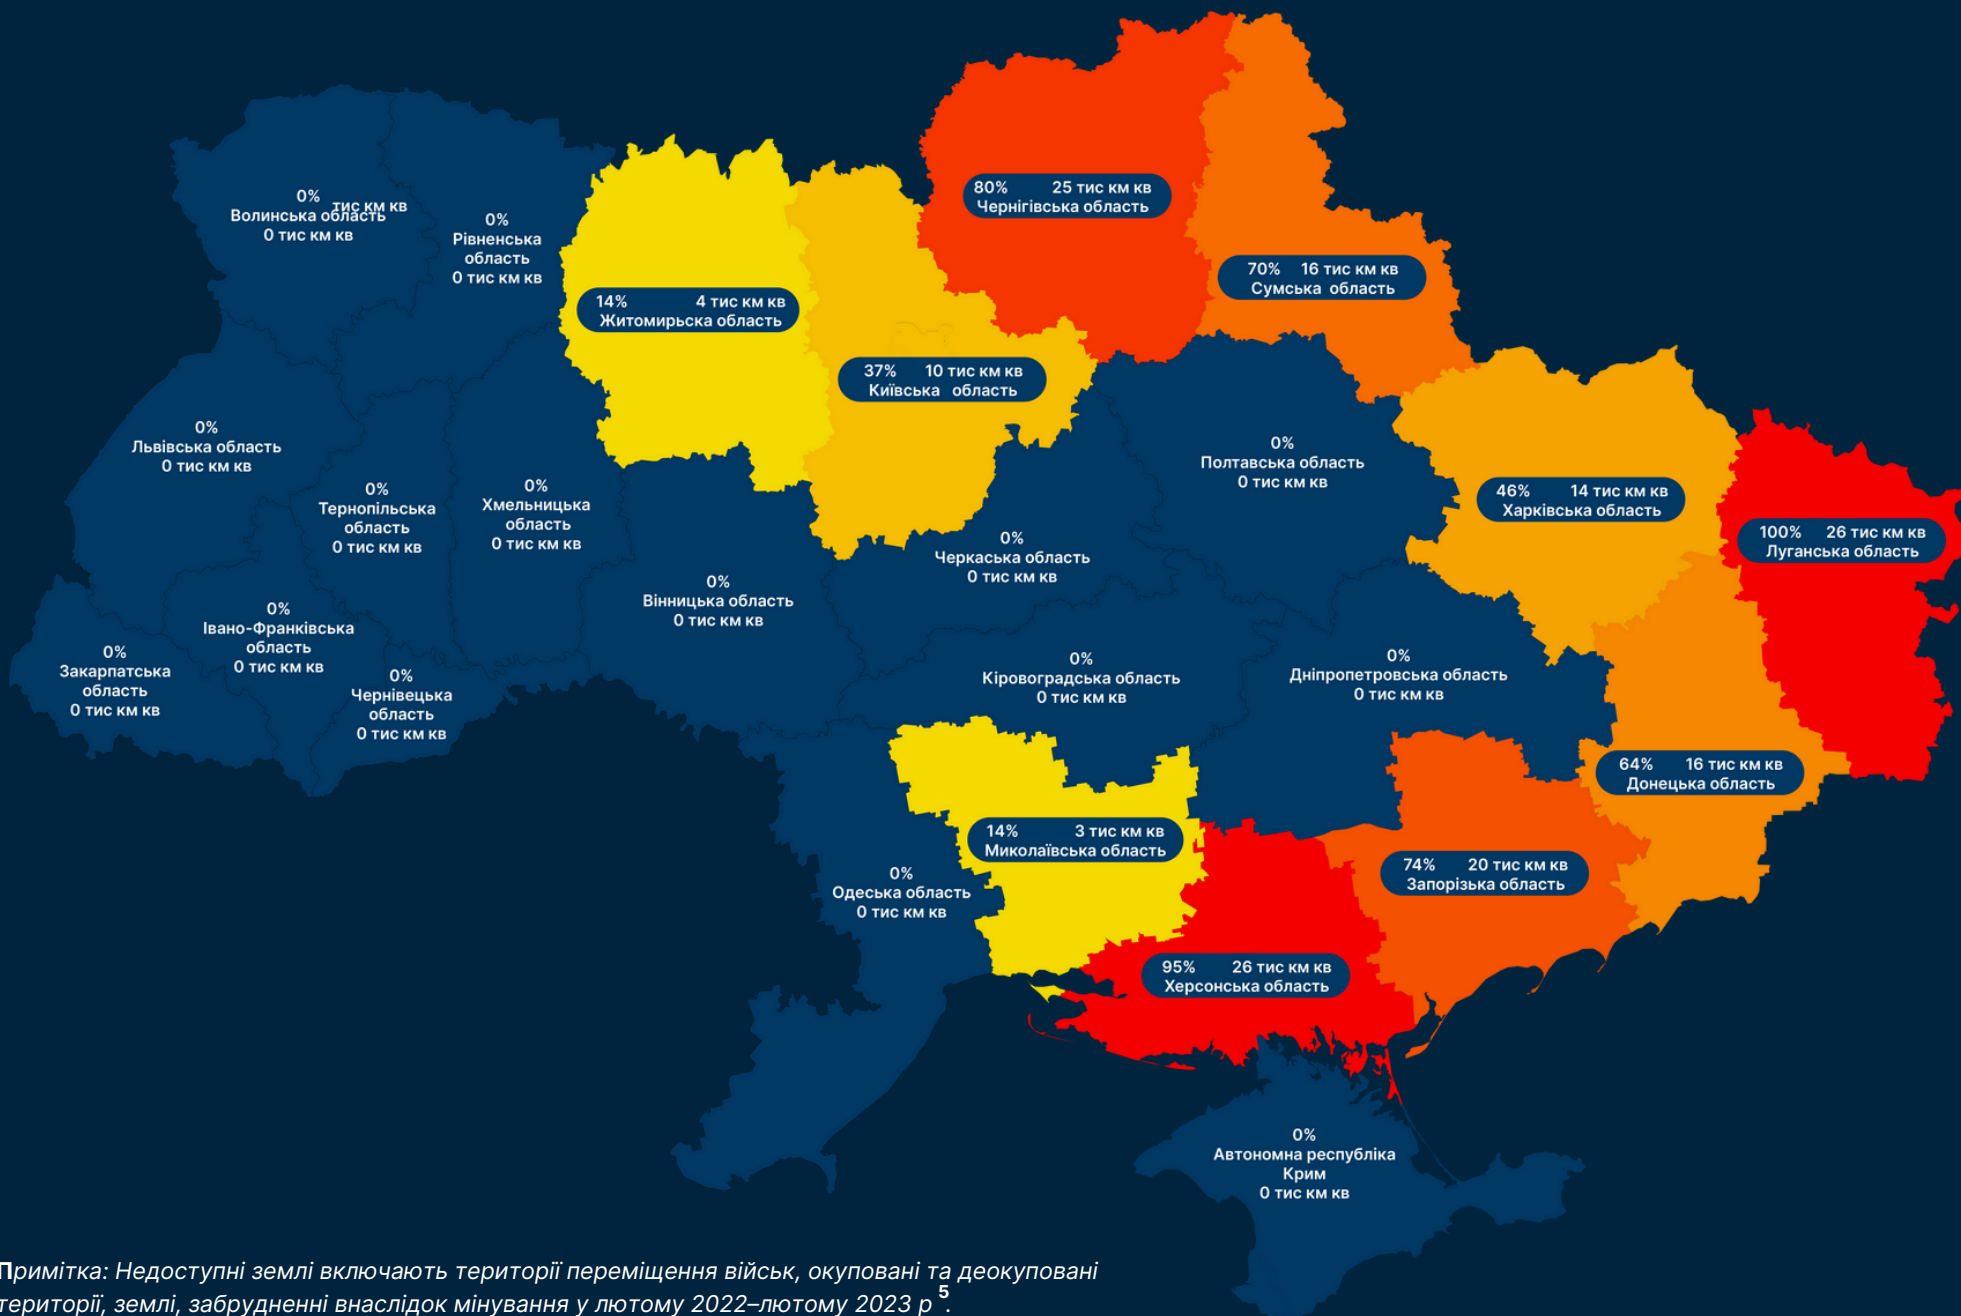 80% 25 тис км кв
Чернігівська область
0%
тис км кв
Волинська область
0 тис км кв
0%
Рівненська
область
0 тис км кв
70% 16 тис км кв
Сумська область
14% 4 тис км кв
Житомирьска область
37% 10 тис км кв
Київська область
0%
Львівська область
0 тис км кв
0%
Тернопільська
область
0 тис км кв
0%
Хмельницька
область
0 тис км кв
0%
Полтавська область
0 тис км кв
46% 14 тис км кв
Харківська область
100% 26 тис км кв
Луганська область
0%
Черкаська область
0 тис км кв
0%
Вінницька область
0 тис км кв
0%
Івано-Франківська
область
0 тис км кв
0%
Закарпатська
область
0 тис км кв
0%
Чернівецька
область
0 тис км кв
0%
Кіровоградська область
0 тис км кв
0%
Дніпропетровська область
0 тис км кв
64% 16 тис км кв
Донецька область
14% 3 тис км кв
Миколаївська область
74% 20 тис км кв
Запорізька область
0%
Одеська область
0 тис км кв
95% 26 тис км кв
Херсонська область
0%
Автономна республіка
Крим
0 тис км кв
Примітка: Недоступні землі включають території переміщення військ, окуповані та деокуповані
території, землі, забрудненні внаслідок мінування у лютому 2022–лютому 2023 р 5.